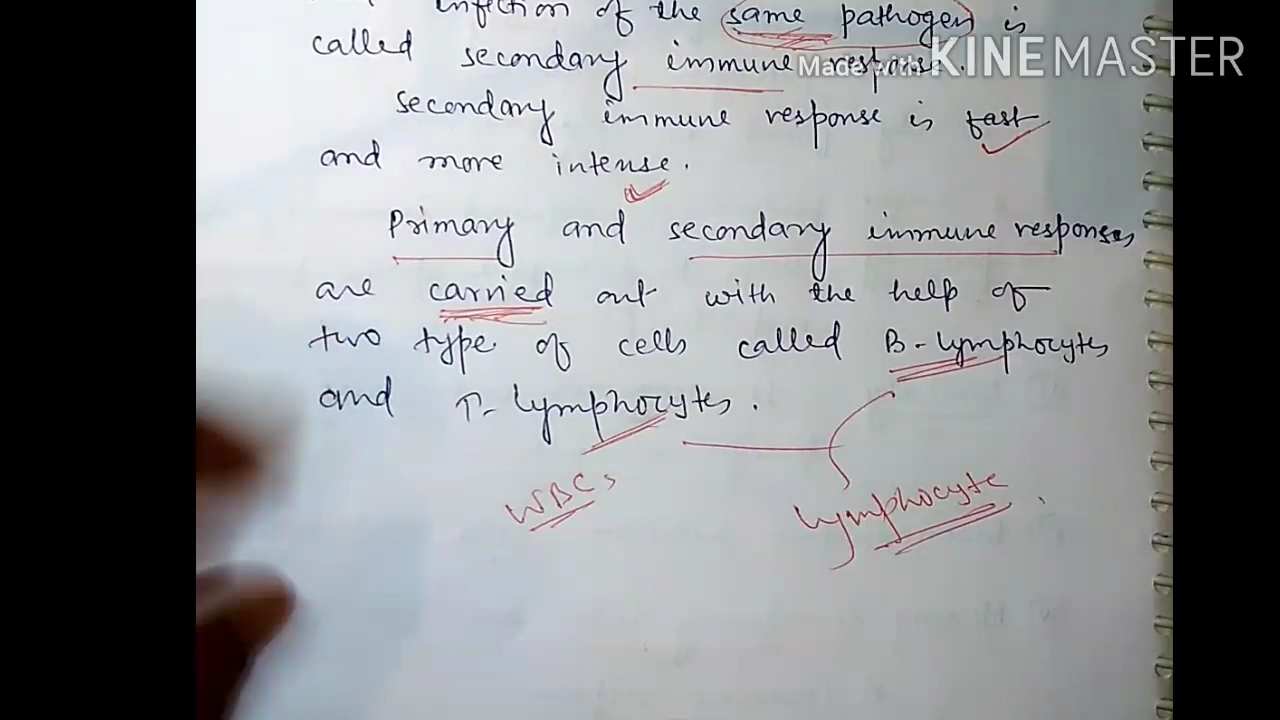 infection of the same pathogen is
called secondary immune response.
Made with KINEMASTER
secondary immune response is fast
and more intense.
Primary and secondary immune responses
are carried out with the help of
two type of cells called B-lymphocytes
and T-lymphocytes.
WBCs
lymphocyte